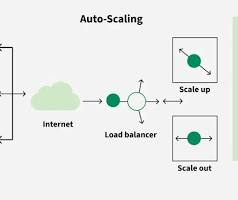 Auto-Scaling
Scale up
Internet
Load balancer
Scale out